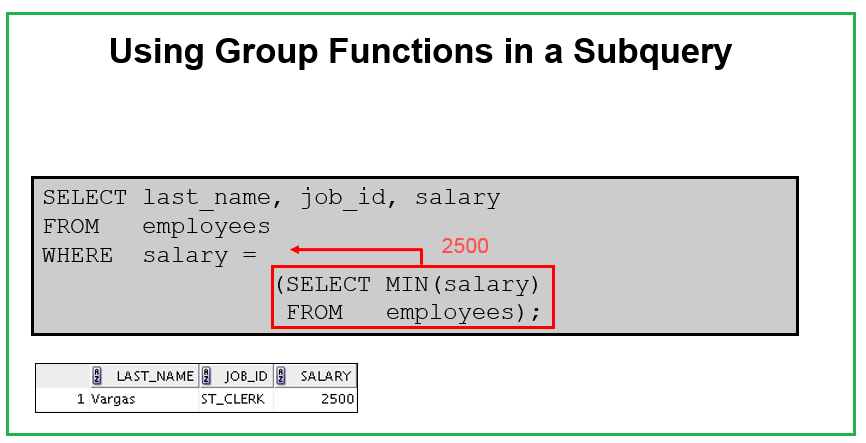 Using Group Functions in a Subquery
SELECT last_name, job_id, salary
FROM employees
WHERE salary =
2500
(SELECT MIN(salary)
FROM employees);
LAST_NAME JOB_ID SALARY
1 Vargas ST_CLERK 2500